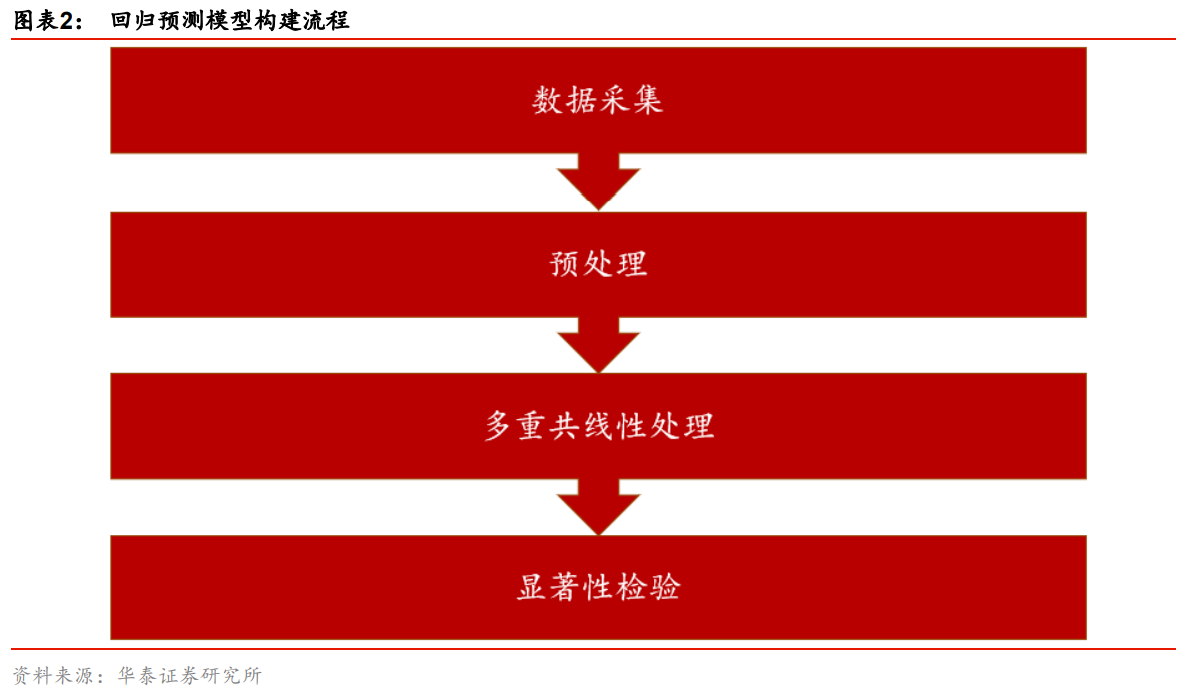 图表2： 回归预测模型构建流程
数据采集
预处理
多重共线性处理
显著性检验
资料来源：华泰证券研究所